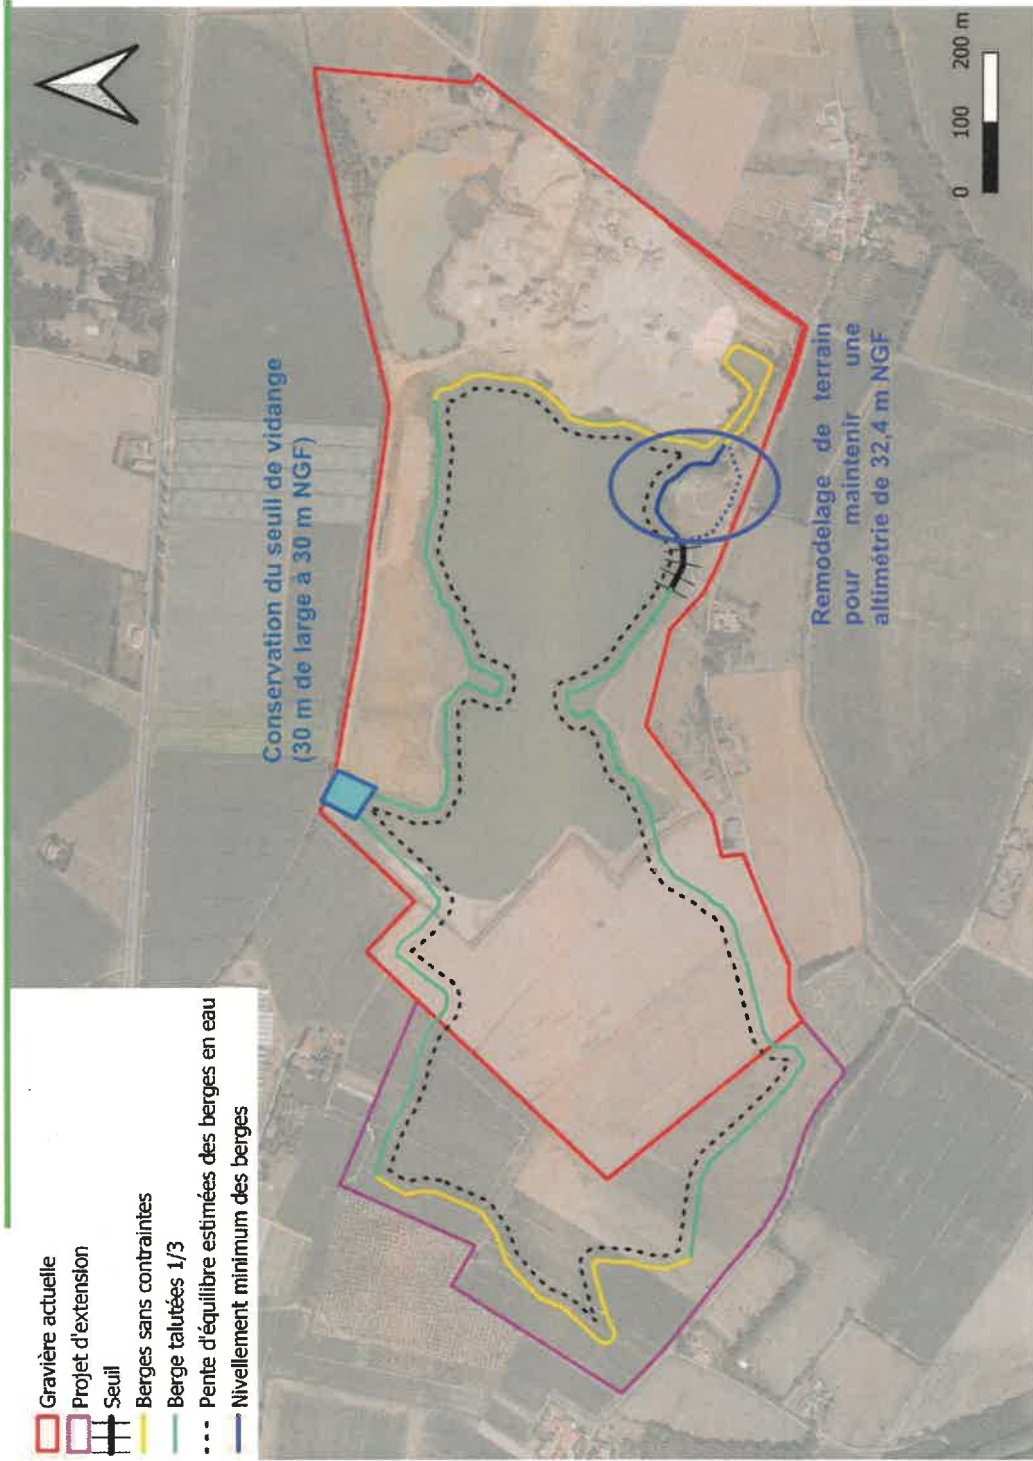 Gravière actuelle
Projet d'extension
Seuil
Berges sans contraintes
Berge talutées 1/3
Pente d'équilibre estimées des berges en eau
Nivellement minimum des berges
Conservation du seuil de vidange
(30 m de large à 30 m NGF)
Remodelage de terrain
pour maintenir une
altimétrie de 32,4 m NGF
0 100 200 m